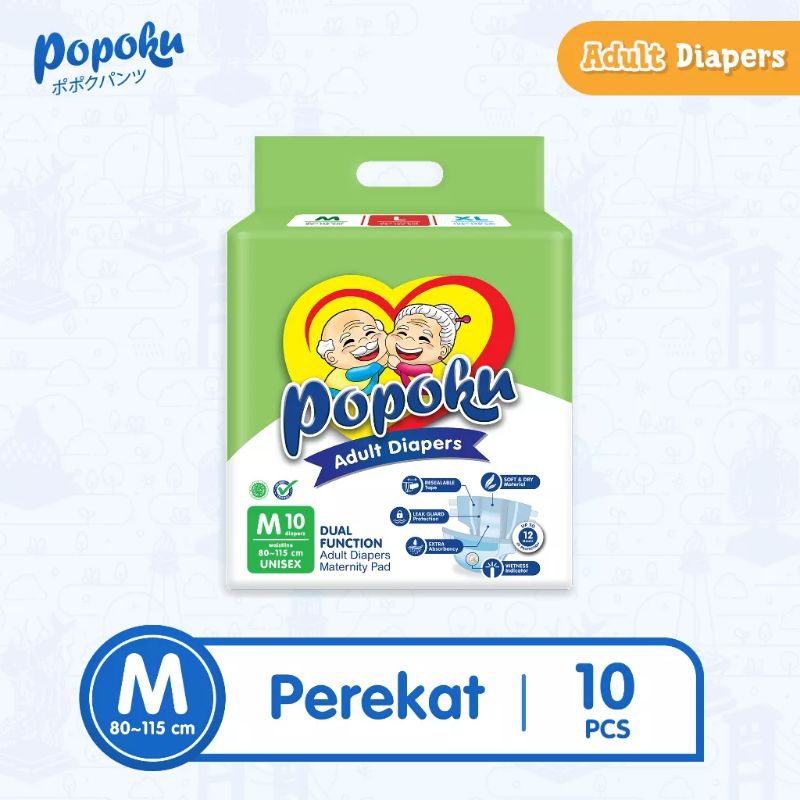 Popoku
ポポクパンツ
Adult Diapers
M
L
XL
Popoku
Adult Diapers
RESEALABLE
Tape
SOFT & DRY
Material
LEAK GUARD
Protection
EXTRA
Absorbency
UP TO
12
WETNESS
Indicator
M 10
diapers
waistline
80~115 cm
UNISEX
DUAL
FUNCTION
Adult Diapers
Maternity Pad
M
80~115 cm
Perekat
10
PCS